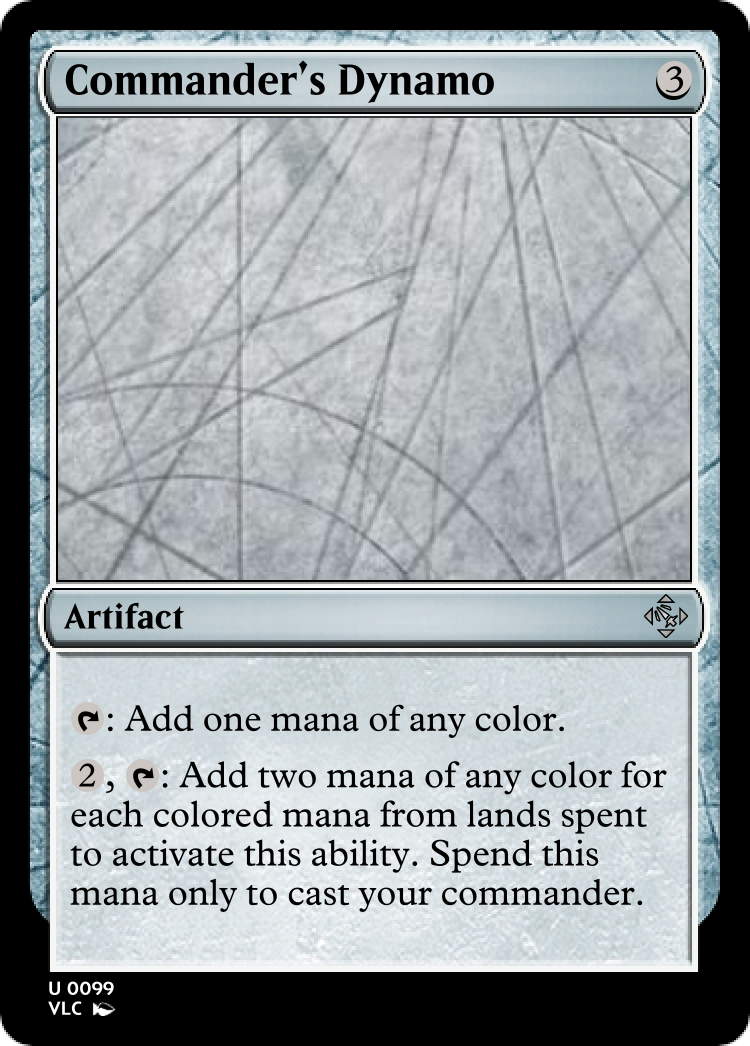 Commander's Dynamo 3
Artifact
: Add one mana of any color.
2, : Add two mana of any color for
each colored mana from lands spent
to activate this ability. Spend this
mana only to cast your commander.
U 0099
VLC